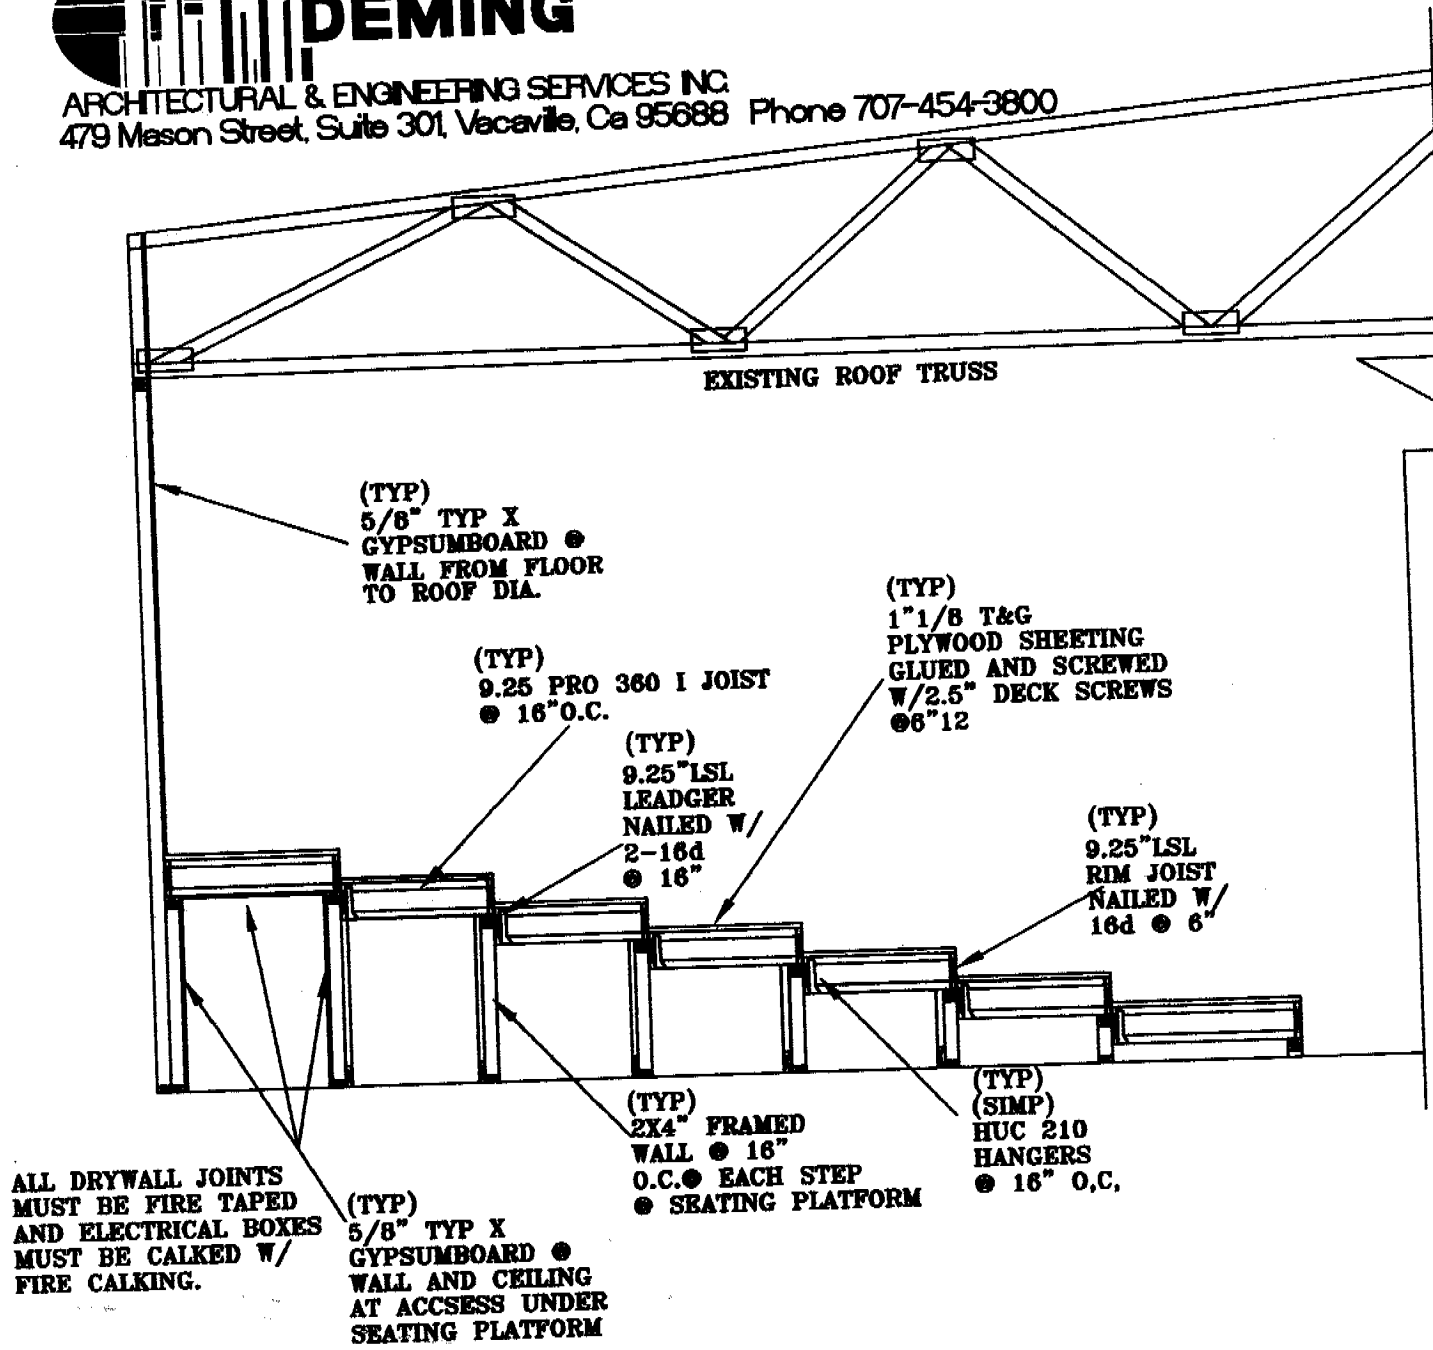 DEMING
ARCHITECTURAL & ENGINEERING SERVICES INC.
479 Mason Street, Suite 301, Vacaville, Ca 95688 Phone 707-454-3800
EXISTING ROOF TRUSS
(TYP)
5/8" TYP X
GYPSUMBOARD @
WALL FROM FLOOR
TO ROOF DIA.
(TYP)
1"1/8 T&G
PLYWOOD SHEETING
GLUED AND SCREWED
W/2.5" DECK SCREWS
@6"12
(TYP)
9.25 PRO 360 I JOIST
@ 16"O.C.
(TYP)
9.25"LSL
LEADGER
NAILED W/
2-16d
@ 16"
(TYP)
9.25"LSL
RIM JOIST
NAILED W/
16d @ 6"
(TYP)
(SIMP)
HUC 210
HANGERS
@ 16" O,C,
(TYP)
2X4" FRAMED
WALL @ 16"
O.C.@ EACH STEP
@ SEATING PLATFORM
ALL DRYWALL JOINTS
MUST BE FIRE TAPED
AND ELECTRICAL BOXES
MUST BE CALKED W/
FIRE CALKING.
(TYP)
5/8" TYP X
GYPSUMBOARD @
WALL AND CEILING
AT ACCSESS UNDER
SEATING PLATFORM